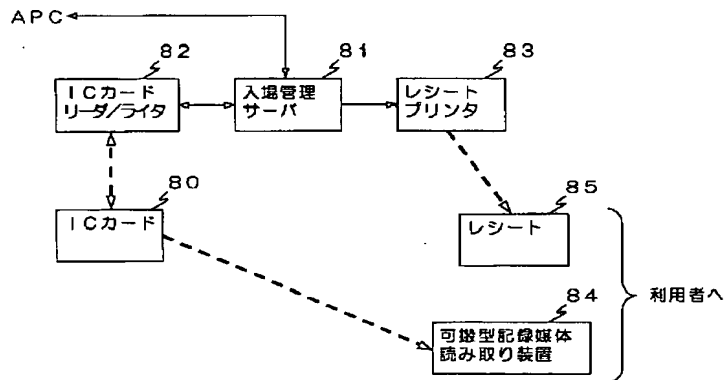 APC
82
ICカード
リーダ/ライタ
81
入場管理
サーバ
83
レシート
プリンタ
80
ICカード
85
レシート
84
可搬型記録媒体
読み取り装置
利用者へ